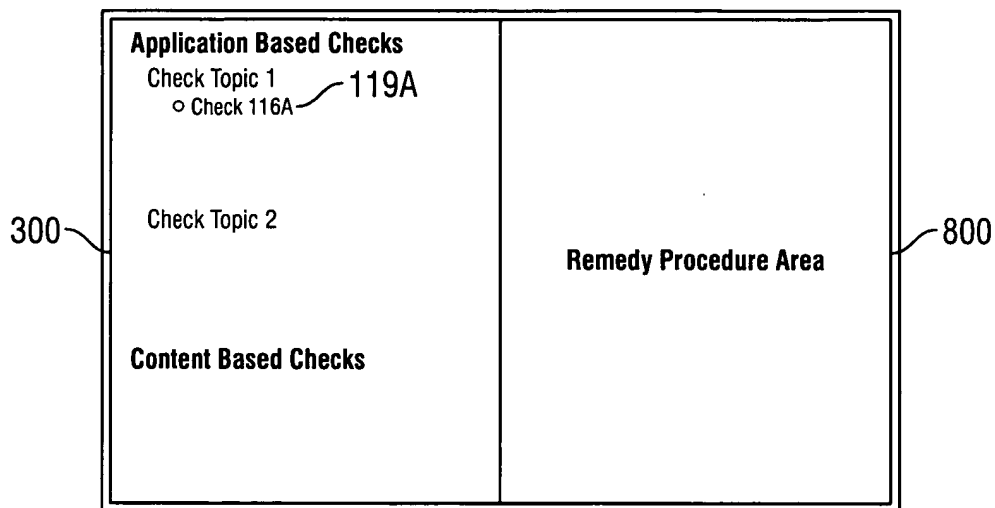 Application Based Checks
Check Topic 1
Check 116A
119A
Check Topic 2
300
800
Remedy Procedure Area
Content Based Checks